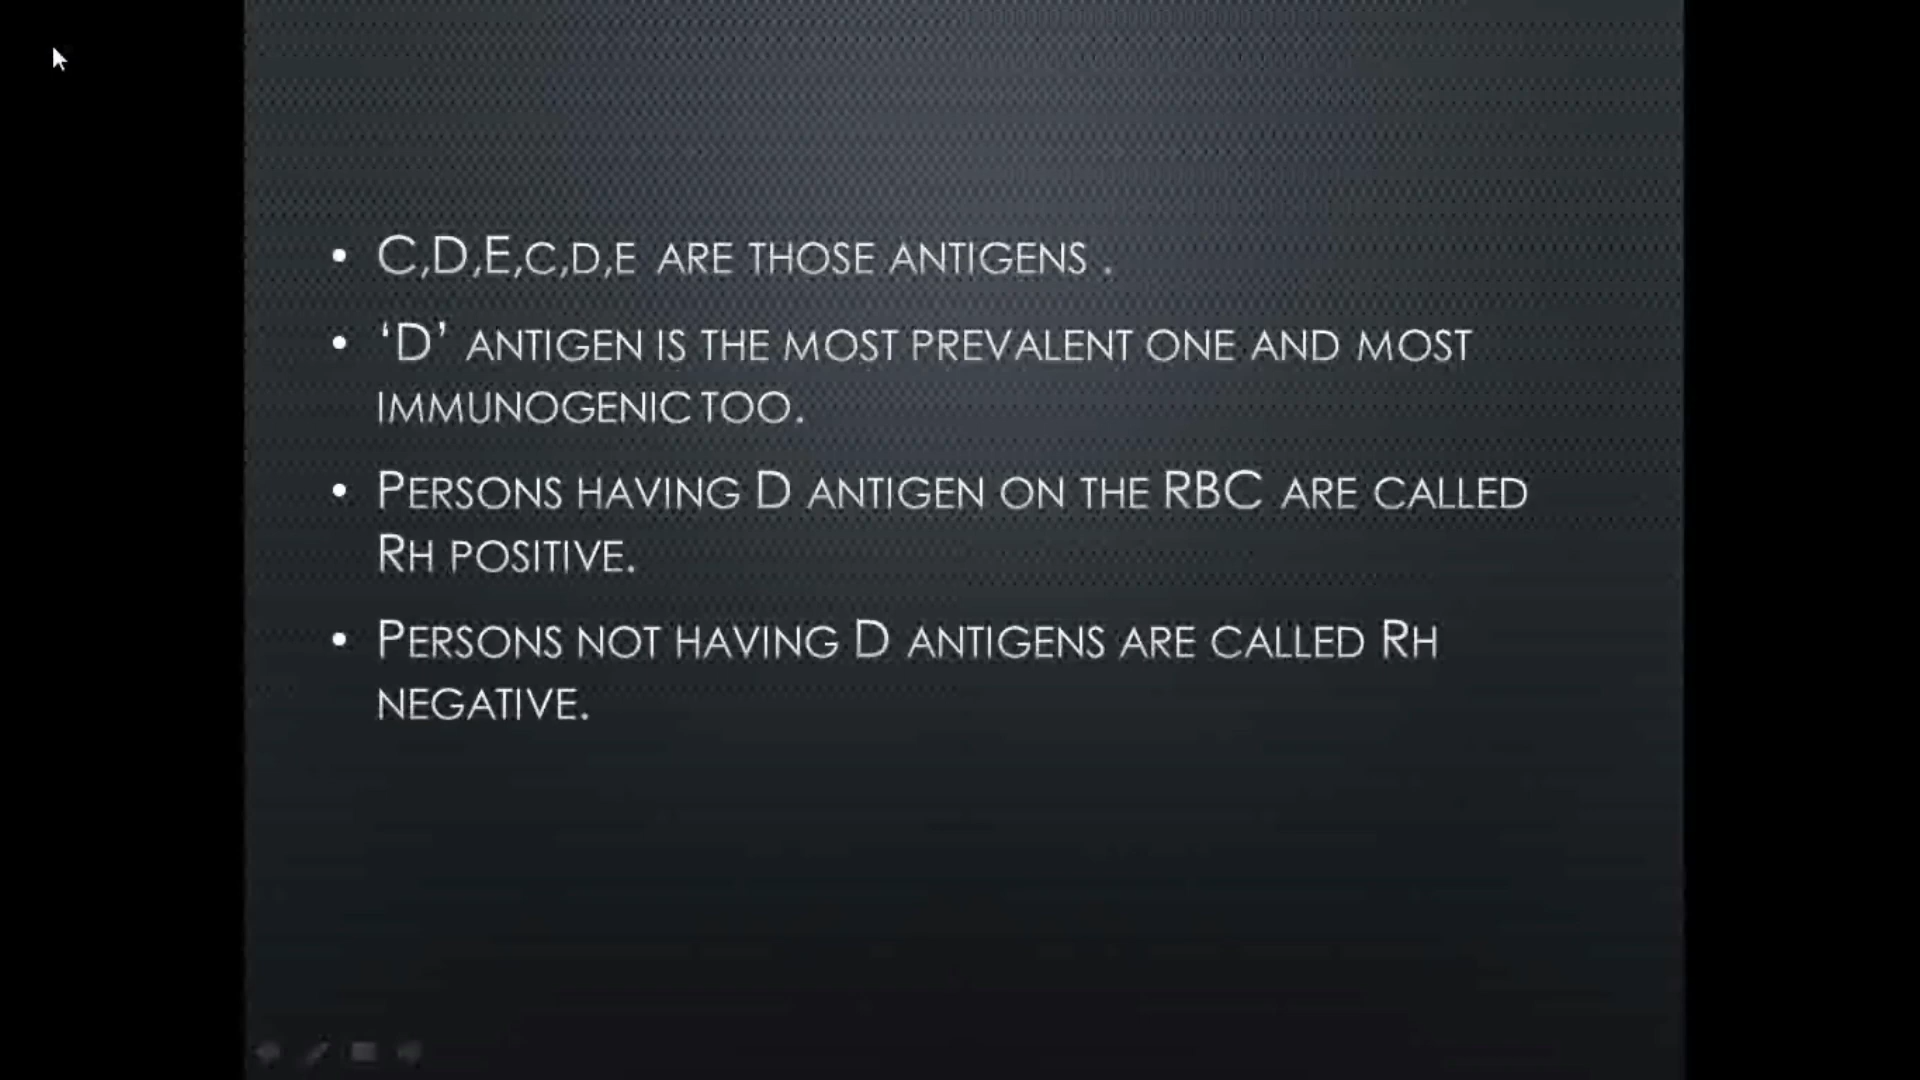 • C,D,E,c,d,e are those antigens .
• ‘D’ antigen is the most prevalent one and most
immunogenic too.
• Persons having D antigen on the RBC are called
Rh positive.
• Persons not having D antigens are called Rh
negative.